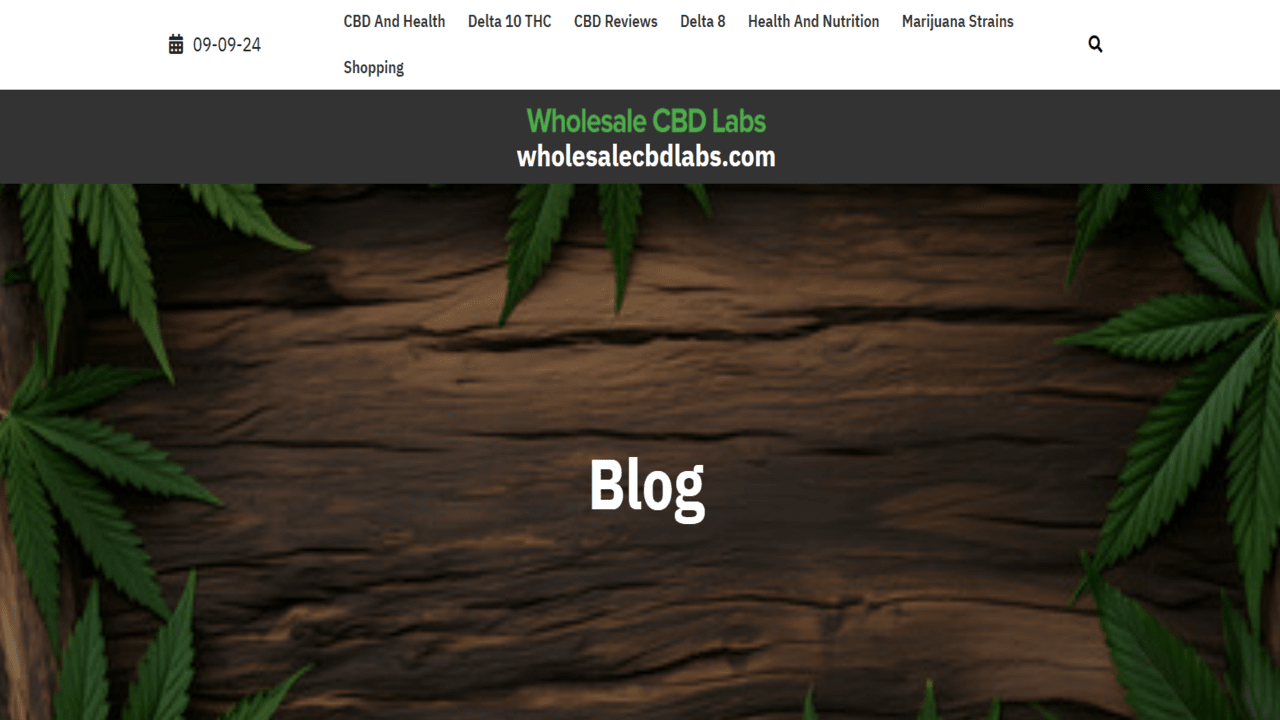 09-09-24
CBD And Health Delta 10 THC CBD Reviews Delta 8 Health And Nutrition Marijuana Strains
Shopping
Wholesale CBD Labs
wholesalecbdlabs.com
Blog